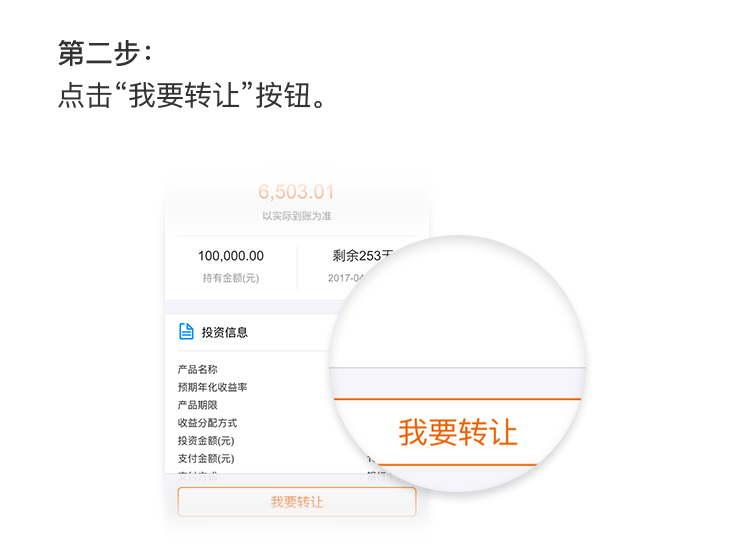 第二步：
点击“我要转让”按钮。
6,503.01
以实际到账为准
100,000.00
剩余253天
持有金额(元)
2017-04
投资信息
产品名称
预期年化收益率
产品期限
收益分配方式
投资金额(元)
支付金额(元)
支付方式
我要转让
我要转让